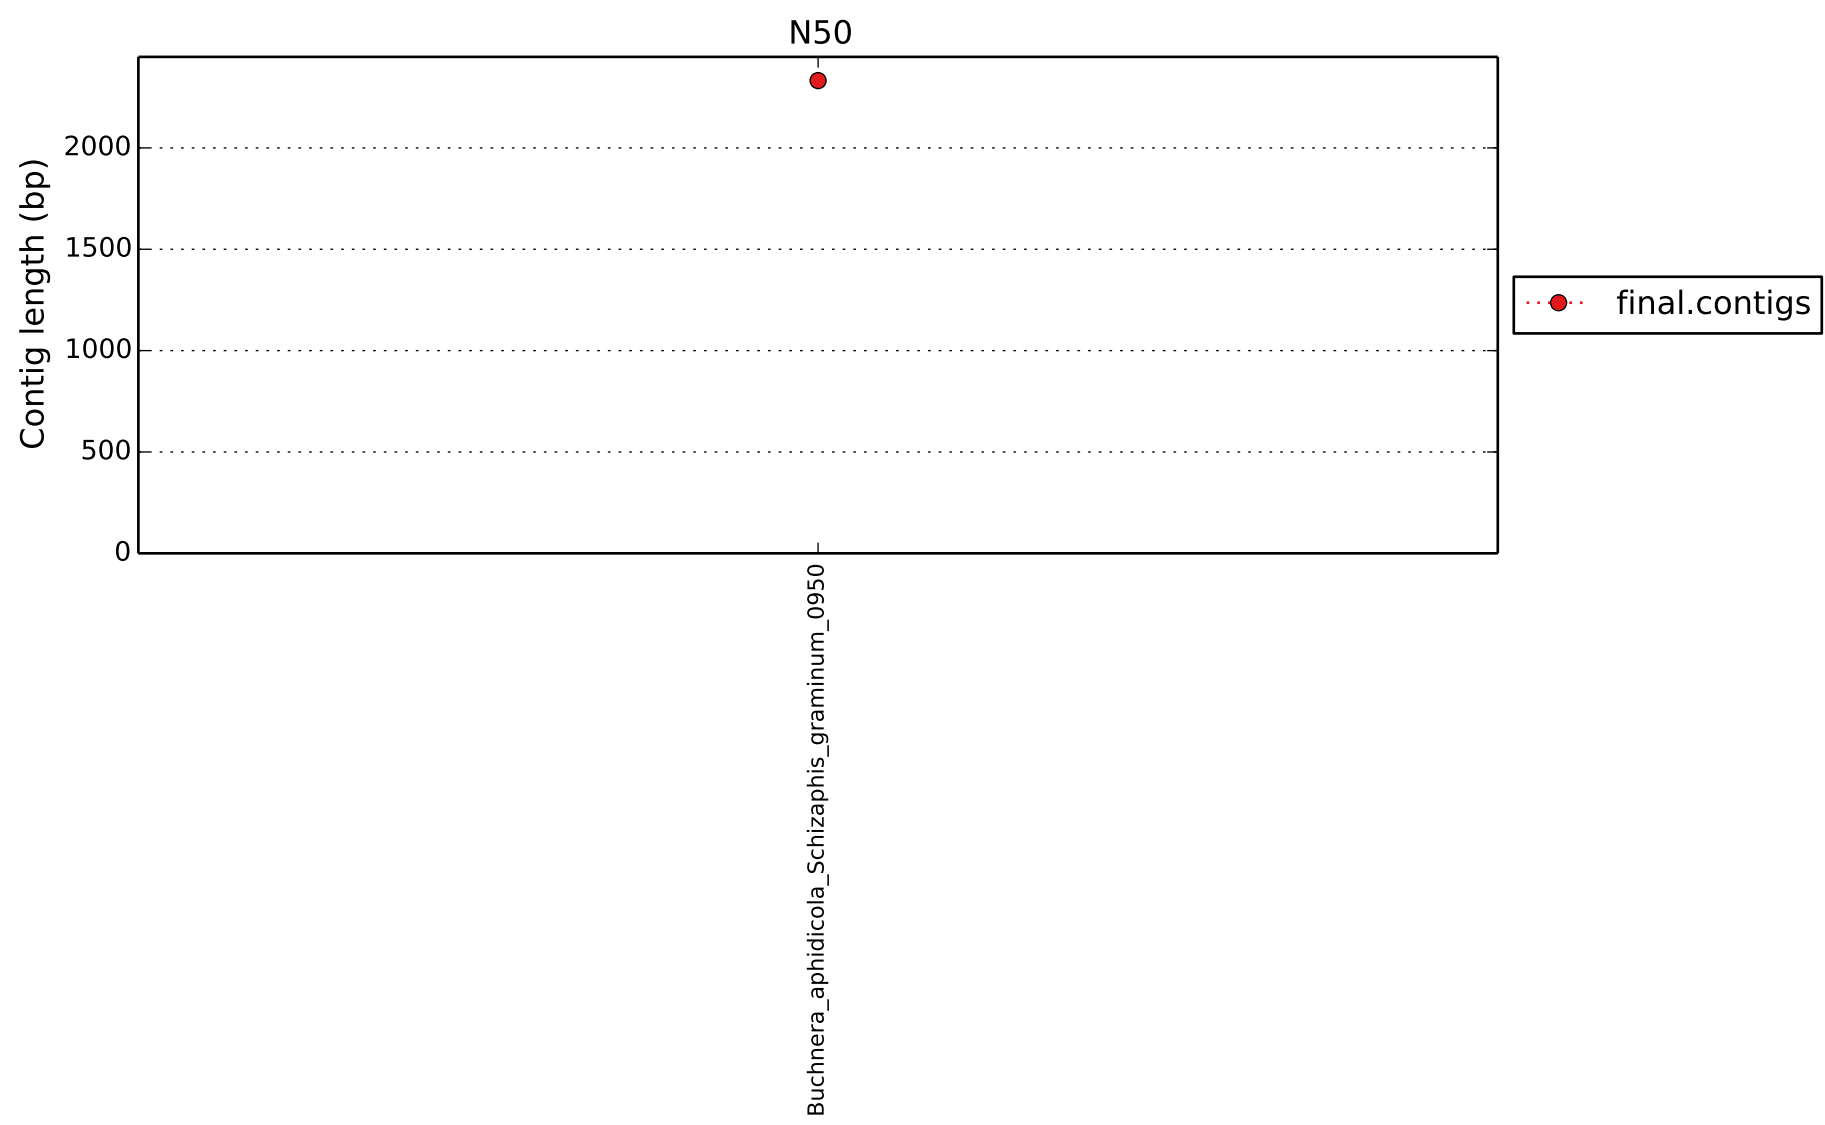 N50
Contig length (bp)
2000
1500
1000
500
0
final.contigs
Buchnera_aphidicola_Schizaphis_graminum_0950